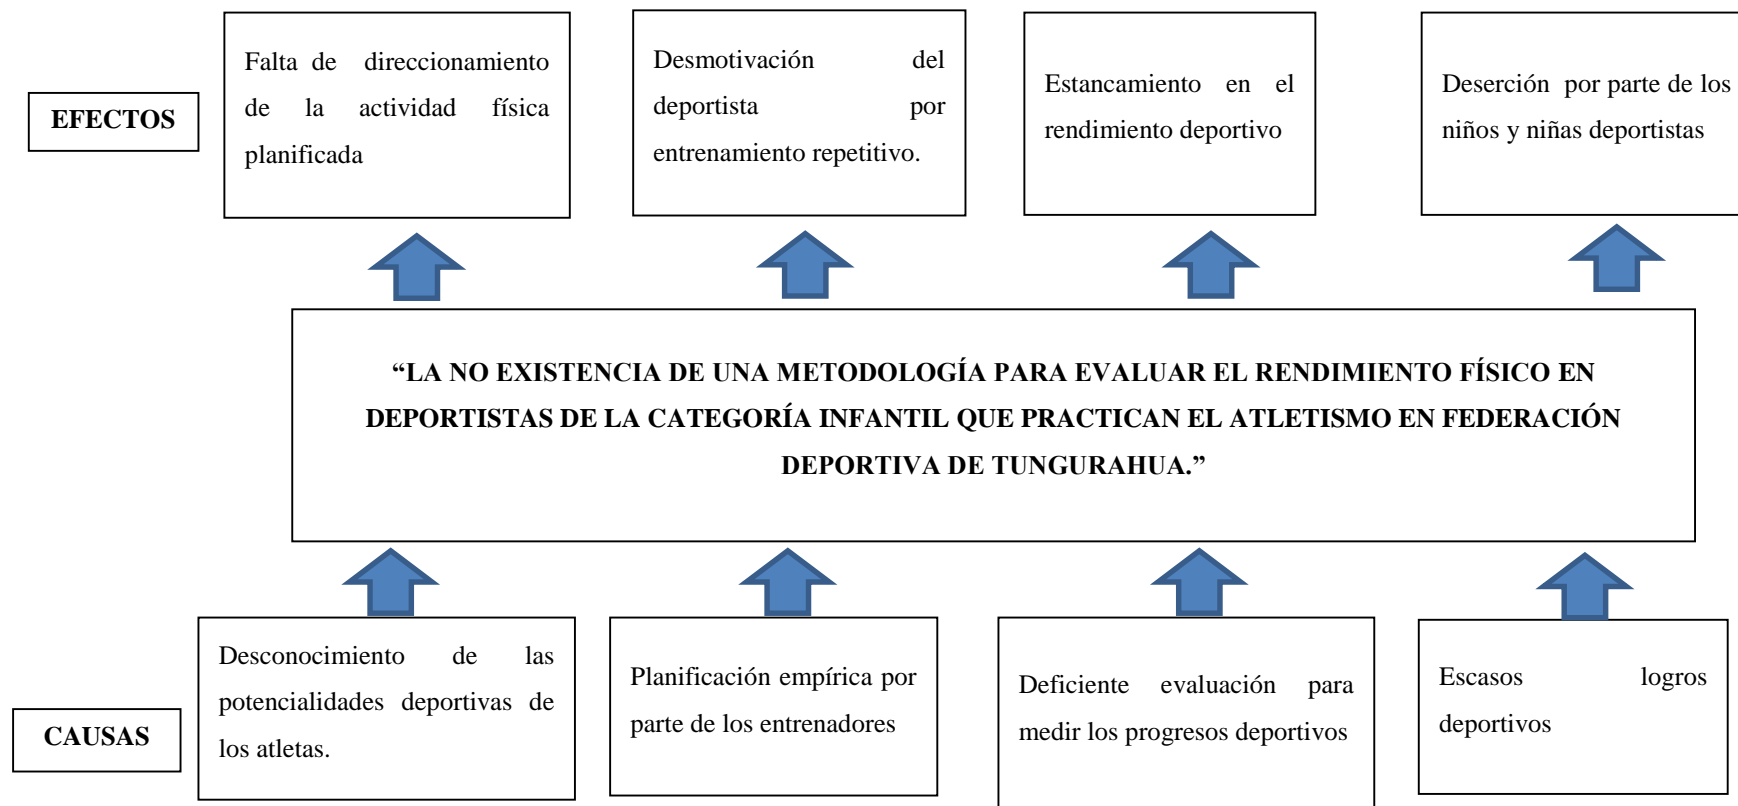 EFECTOS
Falta de direccionamiento
de la actividad física
planificada
Desmotivación del
deportista por
entrenamiento repetitivo.
Estancamiento en el
rendimiento deportivo
Deserción por parte de los
niños y niñas deportistas
“LA NO EXISTENCIA DE UNA METODOLOGÍA PARA EVALUAR EL RENDIMIENTO FÍSICO EN
DEPORTISTAS DE LA CATEGORÍA INFANTIL QUE PRACTICAN EL ATLETISMO EN FEDERACIÓN
DEPORTIVA DE TUNGURAHUA.”
CAUSAS
Desconocimiento de las
potencialidades deportivas de
los atletas.
Planificación empírica por
parte de los entrenadores
Deficiente evaluación para
medir los progresos deportivos
Escasos logros
deportivos